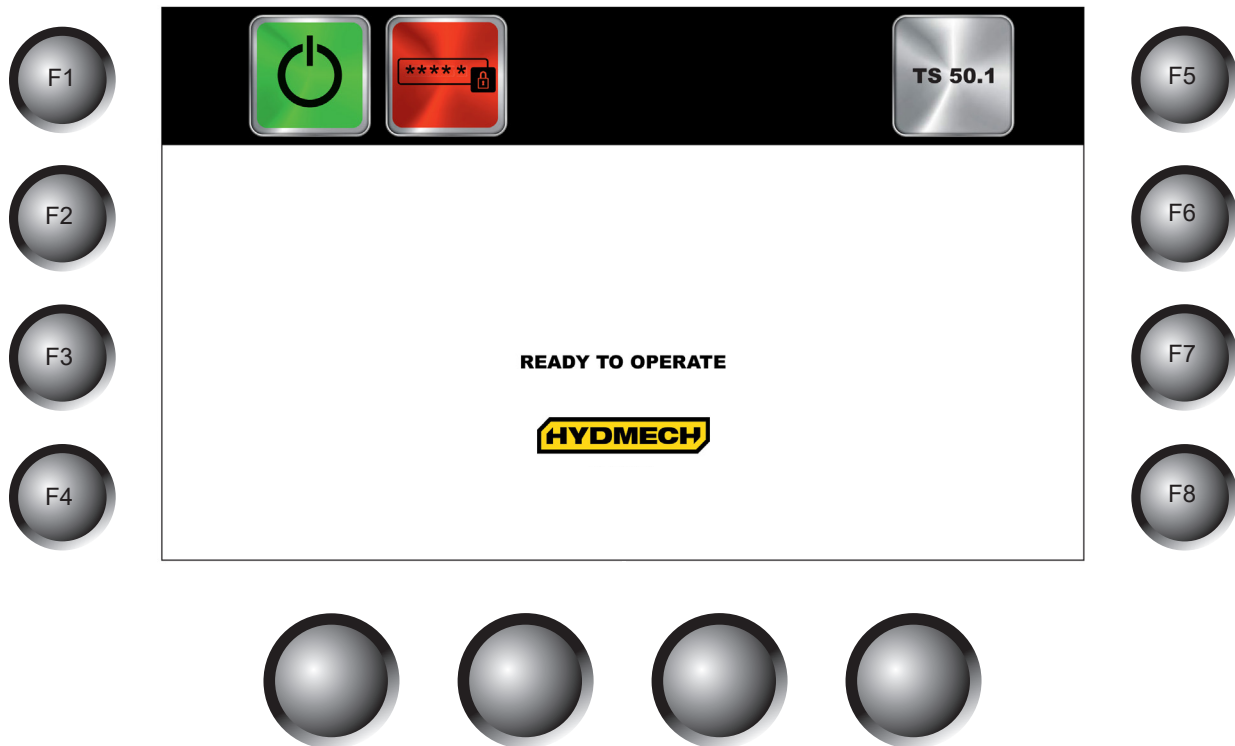 F1
*****
TS 50.1
F5
F2
F6
READY TO OPERATE
F3
F7
HYDMECH
F4
F8